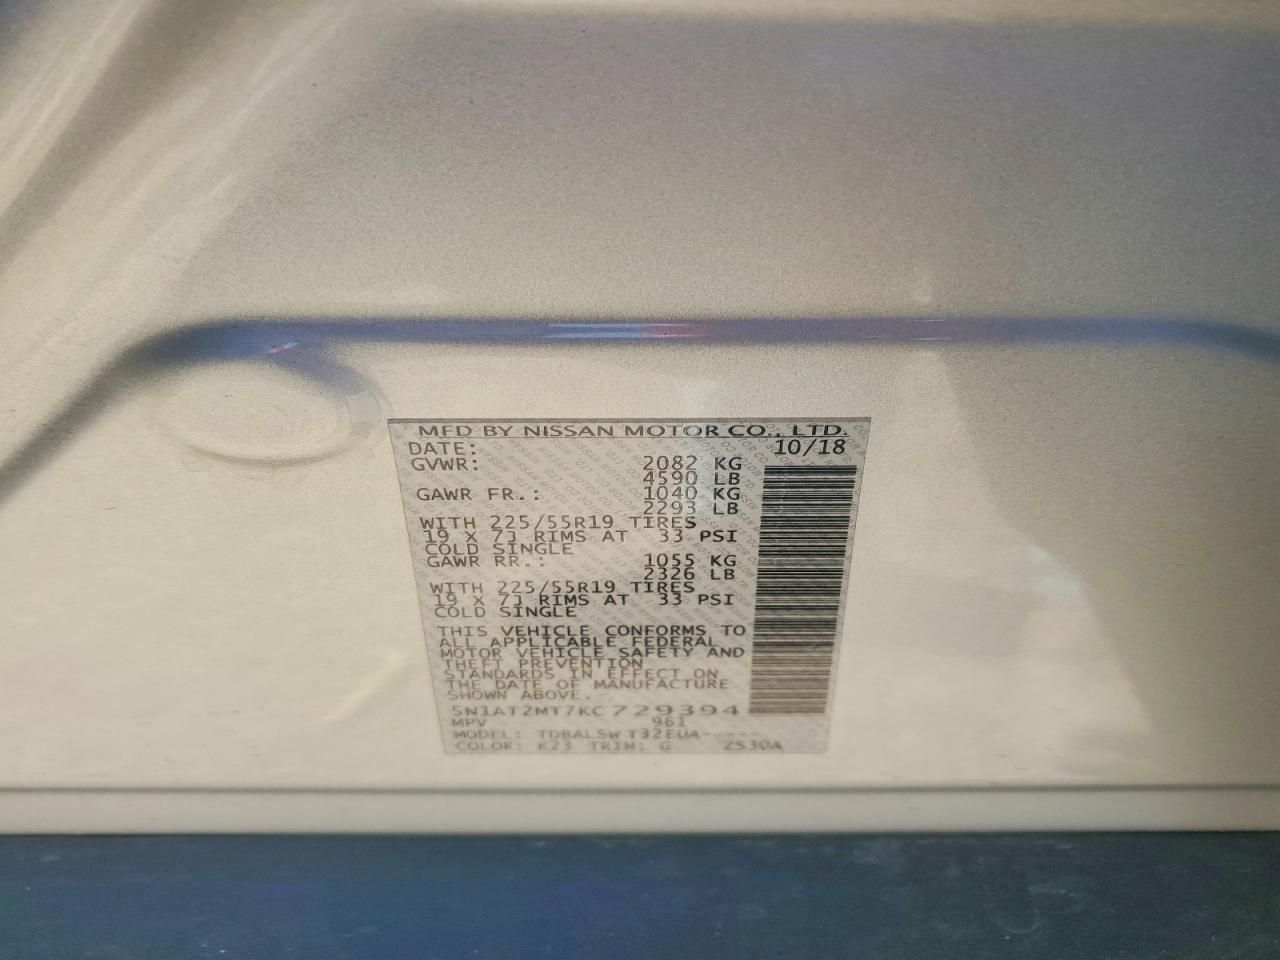 MFD BY NISSAN MOTOR CO., LTD.
DATE: 10/18
GVWR: 2082 KG
4590 LB
GAWR FR.: 1040 KG
2293 LB
WITH 225/55R19 TIRES
19 X 7J RIMS AT 33 PSI
COLD SINGLE
GAWR RR.: 1055 KG
2326 LB
WITH 225/55R19 TIRES
19 X 7J RIMS AT 33 PSI
COLD SINGLE
THIS VEHICLE CONFORMS TO
ALL APPLICABLE FEDERAL
MOTOR VEHICLE SAFETY AND
THEFT PREVENTION
STANDARDS IN EFFECT ON
THE DATE OF MANUFACTURE
SHOWN ABOVE.
5N1AT2MT7KC729394
MPV 961
MODEL: TDBALSW T32EUA-----
COLOR: K23 TRIM: G 2S30A